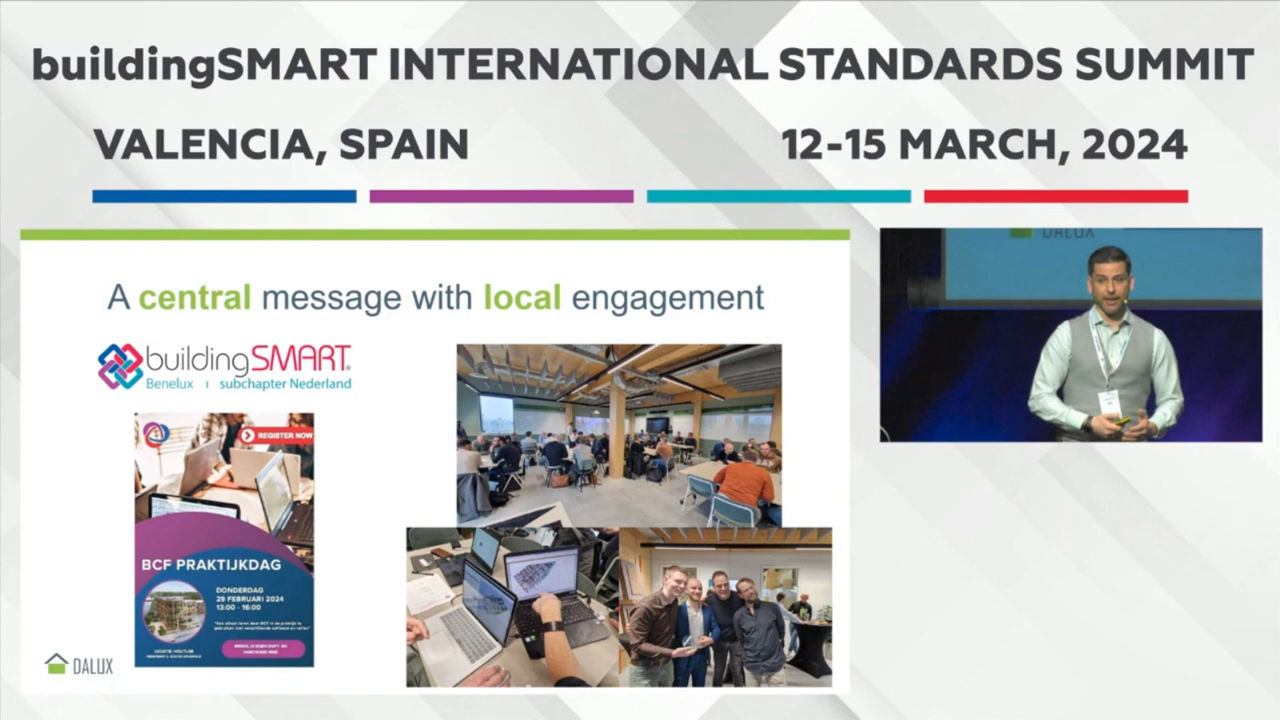 buildingSMART INTERNATIONAL STANDARDS SUMMIT
VALENCIA, SPAIN
12-15 MARCH, 2024
DALUX
A central message with local engagement
buildingSMART®
Benelux | subchapter Nederland
REGISTER NOW
BCF PRAKTIJKDAG
DONDERDAG
29 FEBRUARI 2024
13:00 - 16:00
DALUX